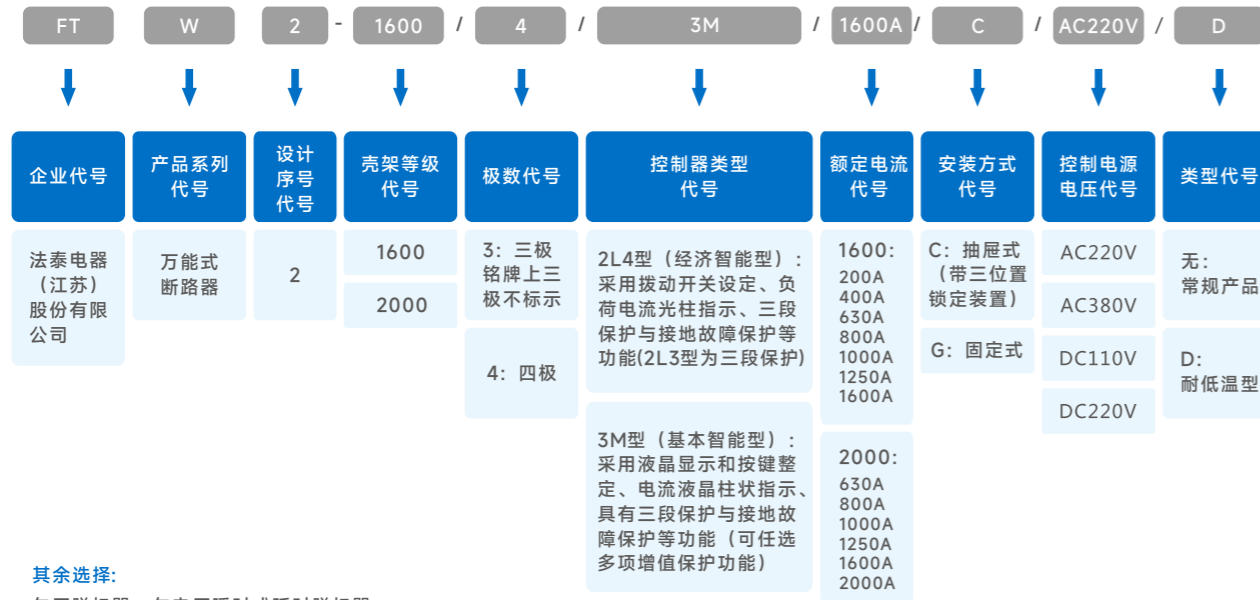 FT W 2 - 1600 / 4 / 3M / 1600A / C / AC220V / D
企业代号
产品系列
代号
设计
序号
代号
壳架等级
代号
极数代号
控制器类型
代号
额定电流
代号
安装方式
代号
控制电源
电压代号
类型代号
法泰电器
（江苏）
股份有限
公司
万能式
断路器
2
1600
2000
3：三极
铭牌上三
极不标示
4：四极
2L4型（经济智能型）：
采用拨动开关设定、负
荷电流光柱指示、三段
保护与接地故障保护等
功能(2L3型为三段保护)
3M型（基本智能型）：
采用液晶显示和按键整
定、电流液晶柱状指示、
具有三段保护与接地故
障保护等功能（可任选
多项增值保护功能）
1600：
200A
400A
630A
800A
1000A
1250A
1600A
2000：
630A
800A
1000A
1250A
1600A
2000A
C：抽屉式
（带三位置
锁定装置）
G：固定式
AC220V
AC380V
DC110V
DC220V
无：
常规产品
D：
耐低温型
其余选择: